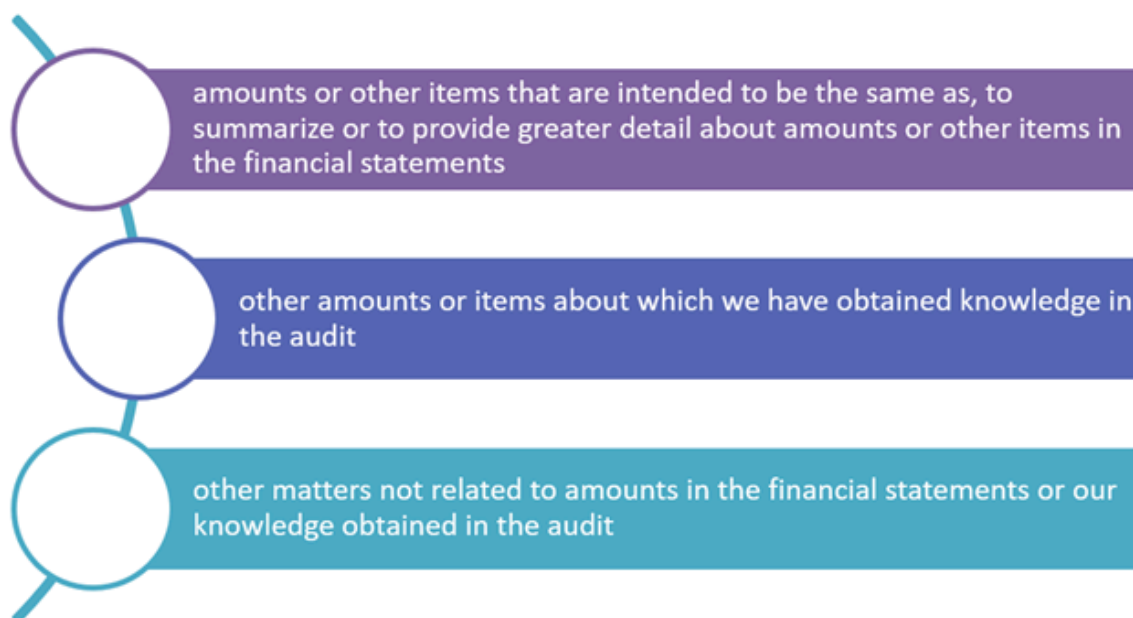 amounts or other items that are intended to be the same as, to
summarize or to provide greater detail about amounts or other items in
the financial statements
other amounts or items about which we have obtained knowledge in
the audit
other matters not related to amounts in the financial statements or our
knowledge obtained in the audit